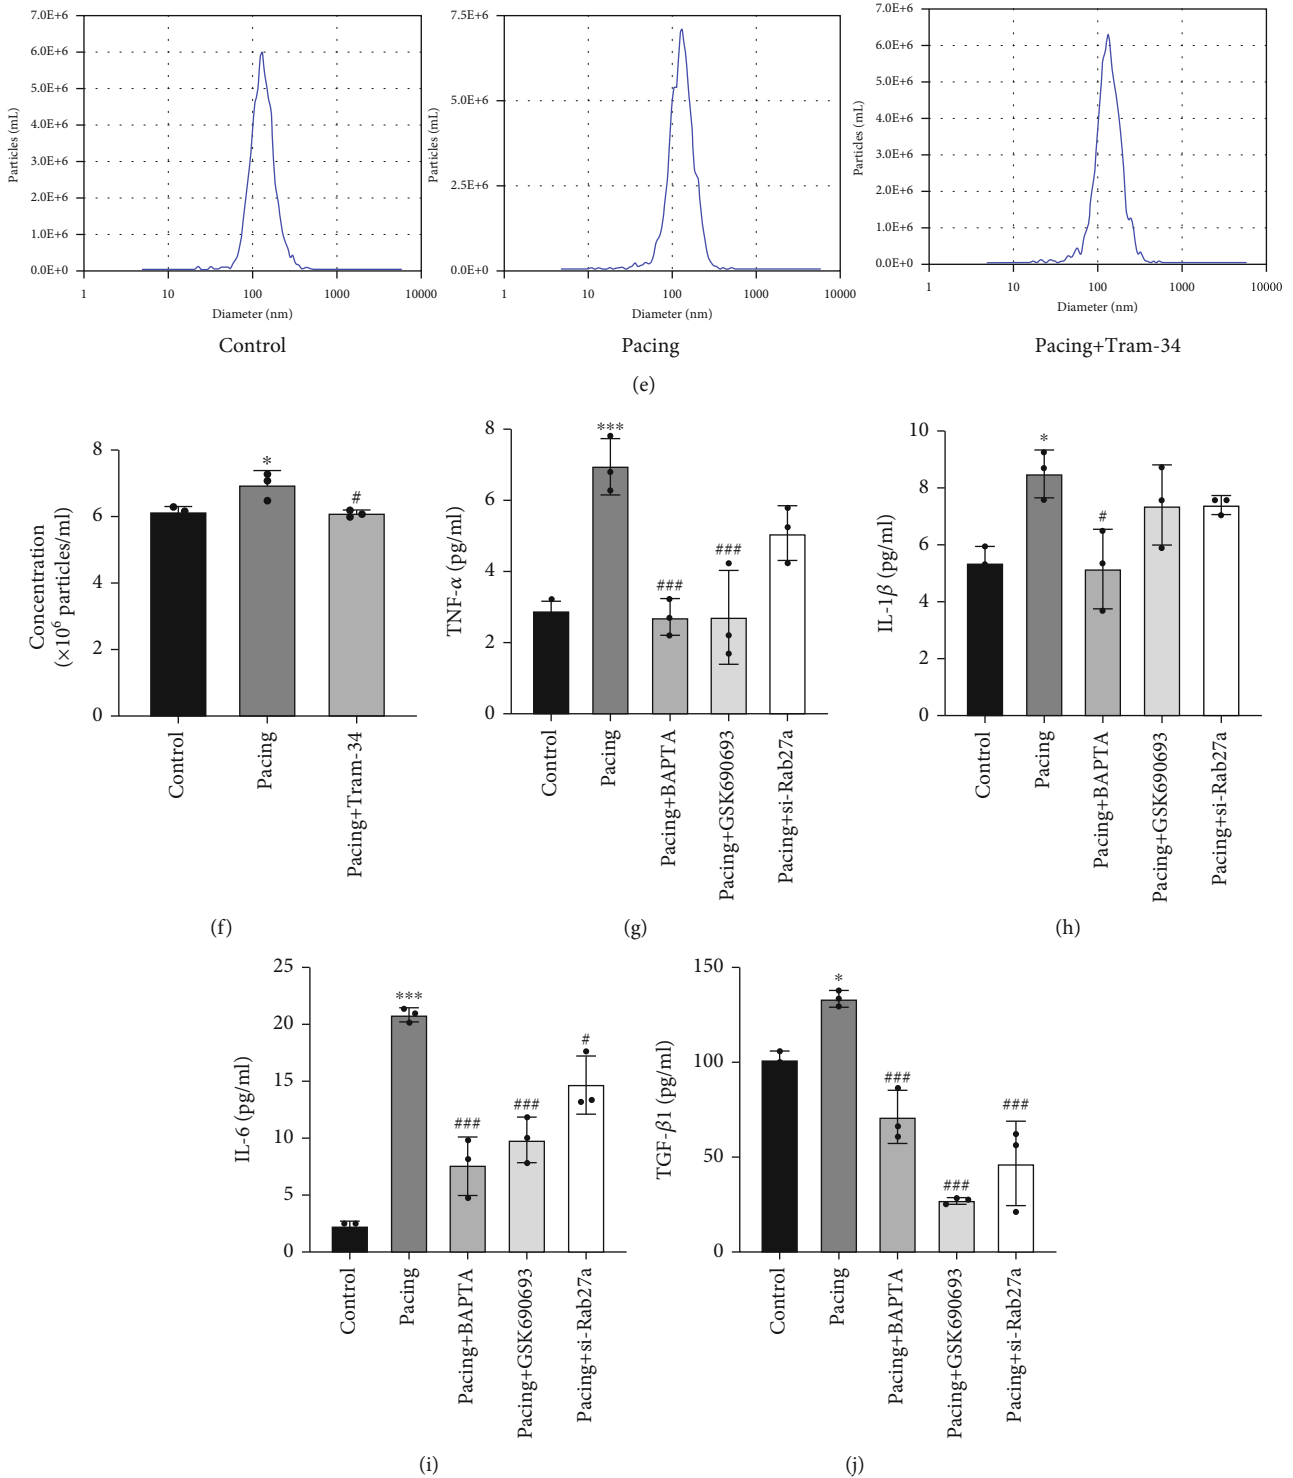 7.0E+6
6.0E+6
5.0E+6
4.0E+6
3.0E+6
2.0E+6
1.0E+6
0.0E+0
Particles (mL)
1 10 100 1000 10000
Diameter (nm)
Control
7.5E+6
5.0E+6
2.5E+6
0.0E+0
Particles (mL)
1 10 100 1000 10000
Diameter (nm)
Pacing
7.0E+6
6.0E+6
5.0E+6
4.0E+6
3.0E+6
2.0E+6
1.0E+6
0.0E+0
Particles (mL)
1 10 100 1000 10000
Diameter (nm)
Pacing+Tram-34
(e)
8
6
4
2
0
Concentration
(×10⁶ particles/ml)
*
#
Control
Pacing
Pacing+Tram-34
(f)
8
6
4
2
0
TNF-α (pg/ml)
***
###
###
Control
Pacing
Pacing+BAPTA
Pacing+GSK690693
Pacing+si-Rab27a
(g)
10
8
6
4
2
0
IL-1β (pg/ml)
*
#
Control
Pacing
Pacing+BAPTA
Pacing+GSK690693
Pacing+si-Rab27a
(h)
25
20
15
10
5
0
IL-6 (pg/ml)
***
###
###
#
Control
Pacing
Pacing+BAPTA
Pacing+GSK690693
Pacing+si-Rab27a
(i)
150
100
50
0
TGF-β1 (pg/ml)
*
###
###
###
Control
Pacing
Pacing+BAPTA
Pacing+GSK690693
Pacing+si-Rab27a
(j)